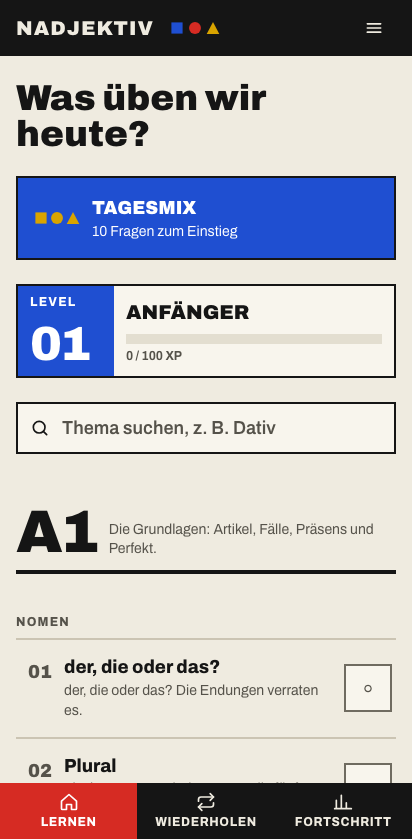 NADJEKTIV
Was üben wir
heute?
TAGESMIX
10 Fragen zum Einstieg
LEVEL
01
ANFÄNGER
0 / 100 XP
Thema suchen, z. B. Dativ
A1
Die Grundlagen: Artikel, Fälle, Präsens und
Perfekt.
NOMEN
01
der, die oder das?
der, die oder das? Die Endungen verraten
es.
02
Plural
LERNEN
WIEDERHOLEN
FORTSCHRITT